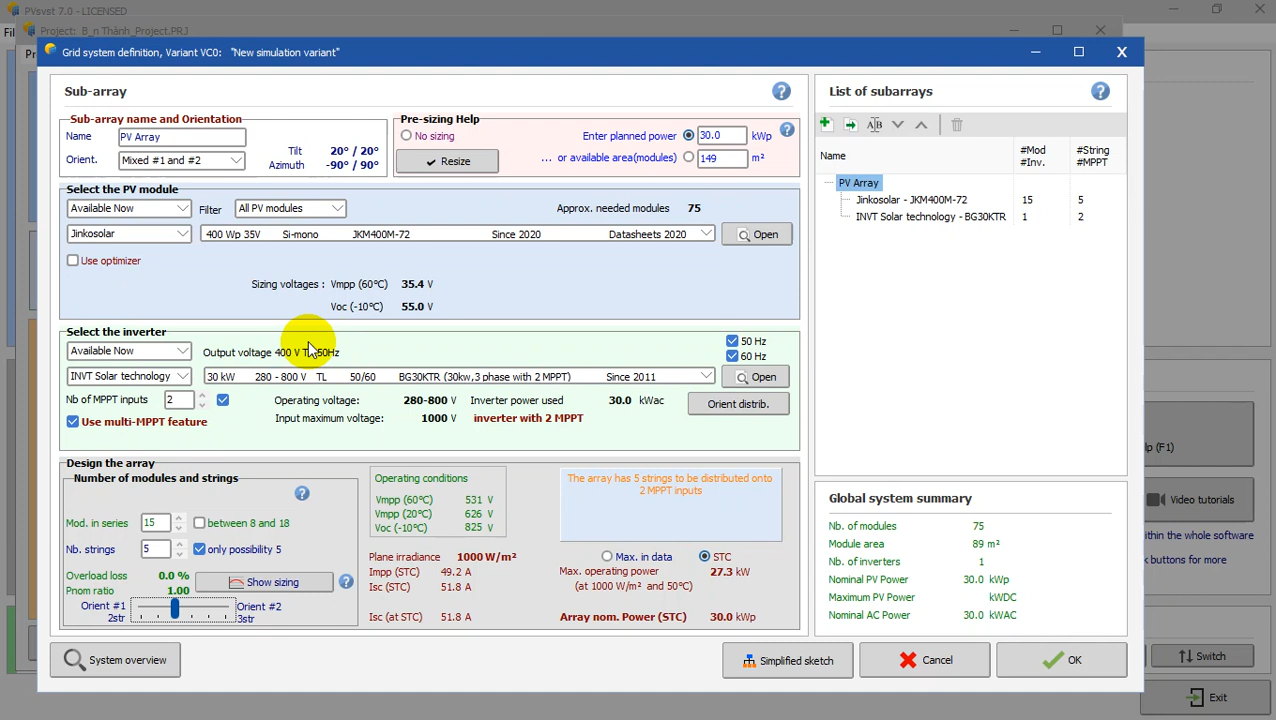 PVsyst 7.0 - LICENSED
Project: B_n Thành_Project.PRJ
Grid system definition, Variant VC0: "New simulation variant"
Sub-array
Sub-array name and Orientation
Name PV Array
Orient. Mixed #1 and #2
Tilt 20° / 20°
Azimuth -90° / 90°
Pre-sizing Help
No sizing
Enter planned power 30.0 kWp
Resize
... or available area(modules) 149 m²
Select the PV module
Available Now Filter All PV modules Approx. needed modules 75
Jinkosolar 400 Wp 35V Si-mono JKM400M-72 Since 2020 Datasheets 2020 Open
Use optimizer
Sizing voltages : Vmpp (60°C) 35.4 V
Voc (-10°C) 55.0 V
Select the inverter
Available Now Output voltage 400 V 50Hz
50 Hz
60 Hz
INVT Solar technology 30 kW 280 - 800 V TL 50/60 BG30KTR (30kw,3 phase with 2 MPPT) Since 2011 Open
Nb of MPPT inputs 2 Operating voltage: 280-800 V Inverter power used 30.0 kWac Orient distrib.
Use multi-MPPT feature Input maximum voltage: 1000 V inverter with 2 MPPT
Design the array
Number of modules and strings
Mod. in series 15 between 8 and 18
Nb. strings 5 only possibility 5
Overload loss 0.0 %
Pnom ratio 1.00
Show sizing
Orient #1
2str
Orient #2
3str
Operating conditions
Vmpp (60°C) 531 V
Vmpp (20°C) 626 V
Voc (-10°C) 825 V
Plane irradiance 1000 W/m²
Impp (STC) 49.2 A
Isc (STC) 51.8 A
Isc (at STC) 51.8 A
The array has 5 strings to be distributed onto
2 MPPT inputs
Max. in data STC
Max. operating power 27.3 kW
(at 1000 W/m² and 50°C)
Array nom. Power (STC) 30.0 kWp
List of subarrays
Name #Mod #String
#Inv. #MPPT
PV Array
Jinkosolar - JKM400M-72 15 5
INVT Solar technology - BG30KTR 1 2
Global system summary
Nb. of modules 75
Module area 89 m²
Nb. of inverters 1
Nominal PV Power 30.0 kWp
Maximum PV Power kWDC
Nominal AC Power 30.0 kWAC
System overview
Simplified sketch
Cancel
OK
lp (F1)
Video tutorials
within the whole software
k buttons for more
Switch
Exit